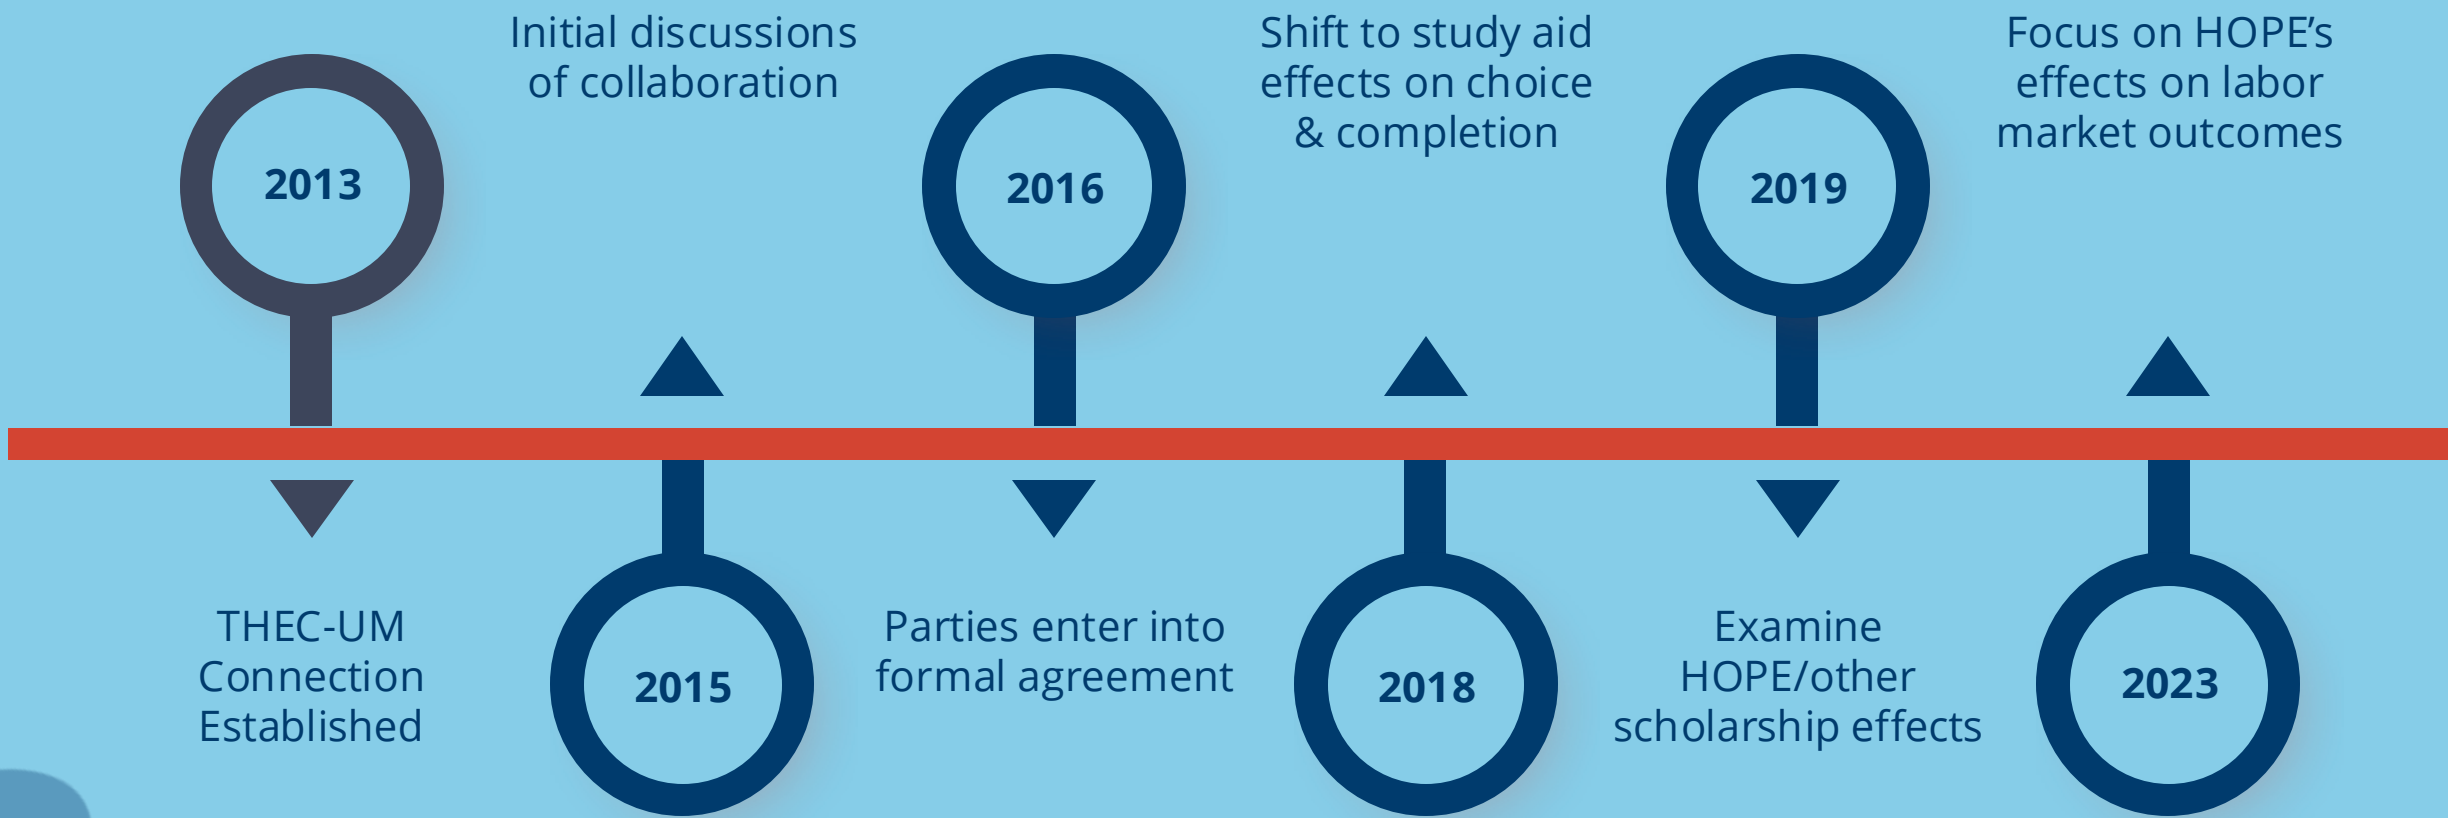 2013
THEC-UM
Connection
Established
Initial discussions
of collaboration
2015
2016
Parties enter into
formal agreement
Shift to study aid
effects on choice
& completion
2018
2019
Examine
HOPE/other
scholarship effects
Focus on HOPE’s
effects on labor
market outcomes
2023